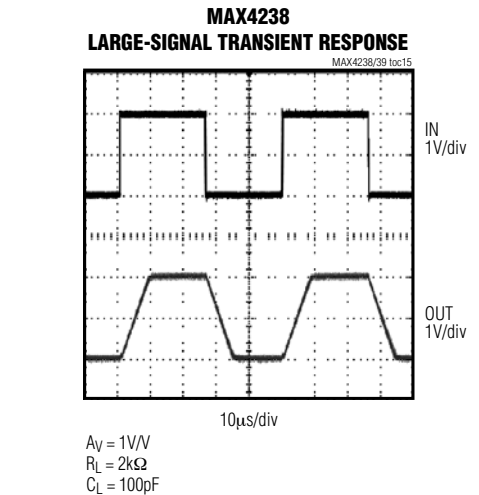 MAX4238
LARGE-SIGNAL TRANSIENT RESPONSE
MAX4238/39 toc15
IN
1V/div
OUT
1V/div
10μs/div
AV = 1V/V
RL = 2kΩ
CL = 100pF